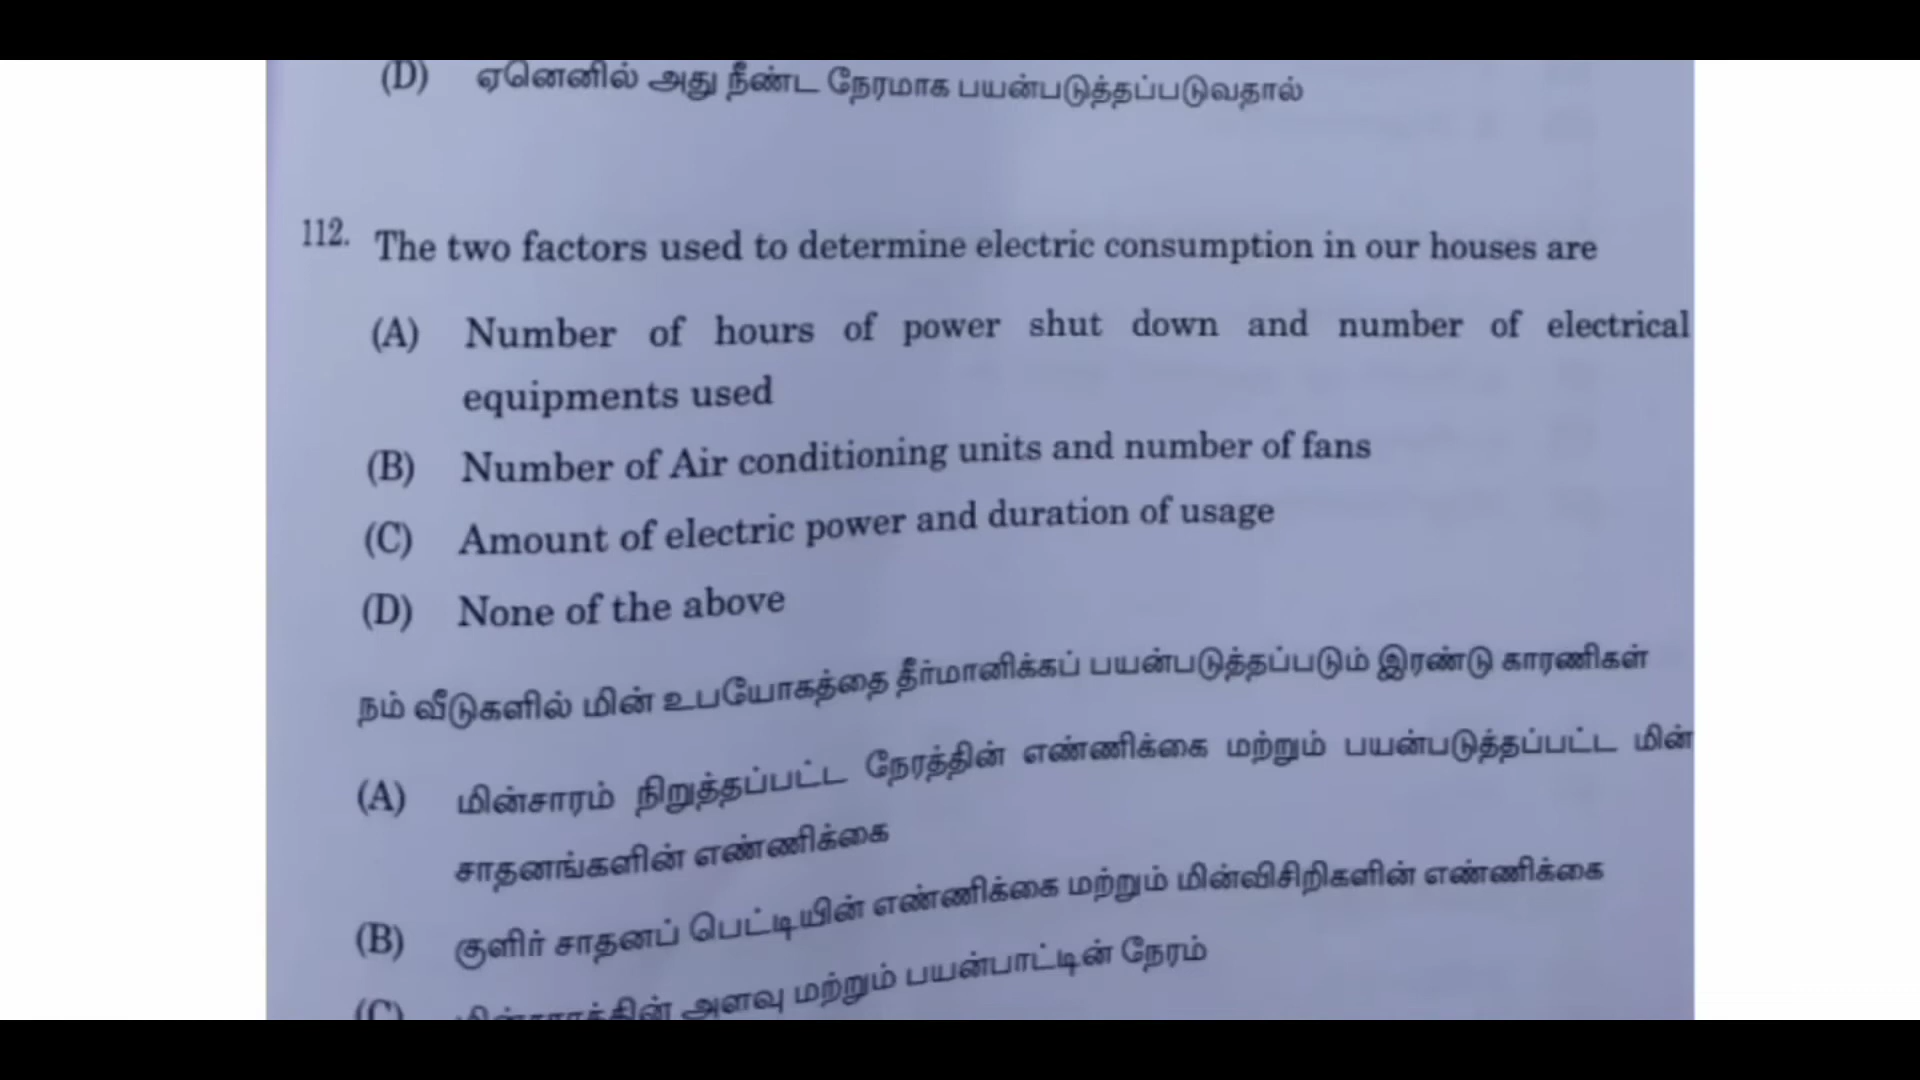 (D) ஏனெனில் அது நீண்ட நேரமாக பயன்படுத்தப்படுவதால்
112. The two factors used to determine electric consumption in our houses are
(A) Number of hours of power shut down and number of electrical
equipments used
(B) Number of Air conditioning units and number of fans
(C) Amount of electric power and duration of usage
(D) None of the above
நம் வீடுகளில் மின் உபயோகத்தை தீர்மானிக்கப் பயன்படுத்தப்படும் இரண்டு காரணிகள்
(A) மின்சாரம் நிறுத்தப்பட்ட நேரத்தின் எண்ணிக்கை மற்றும் பயன்படுத்தப்பட்ட மின்
சாதனங்களின் எண்ணிக்கை
(B) குளிர் சாதனப் பெட்டியின் எண்ணிக்கை மற்றும் மின்விசிறிகளின் எண்ணிக்கை
(C) மின்சாரத்தின் அளவு மற்றும் பயன்பாட்டின் நேரம்